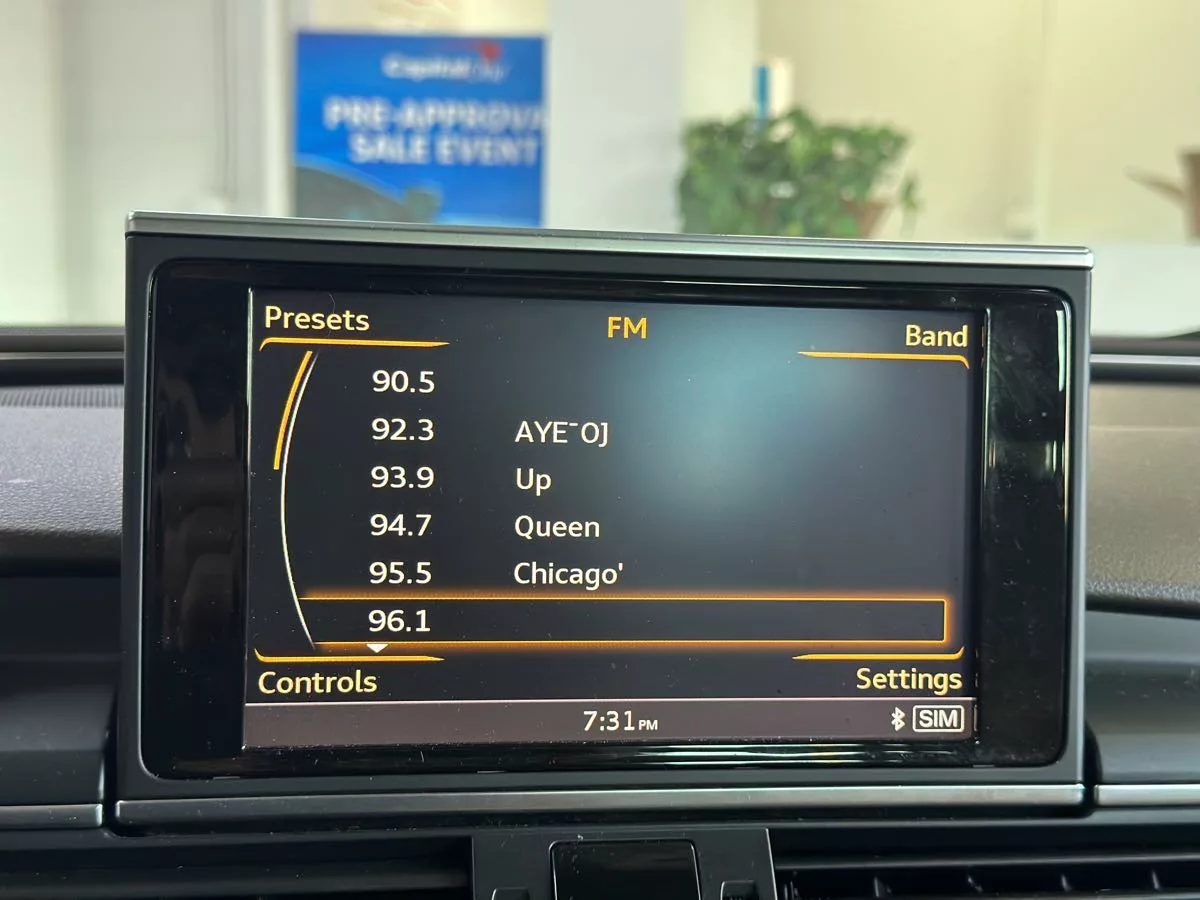 PRE-APPROVA
SALE EVENT
Presets
FM
Band
90.5
92.3 AYE¯OJ
93.9 Up
94.7 Queen
95.5 Chicago'
96.1
Controls
Settings
7:31PM
SIM